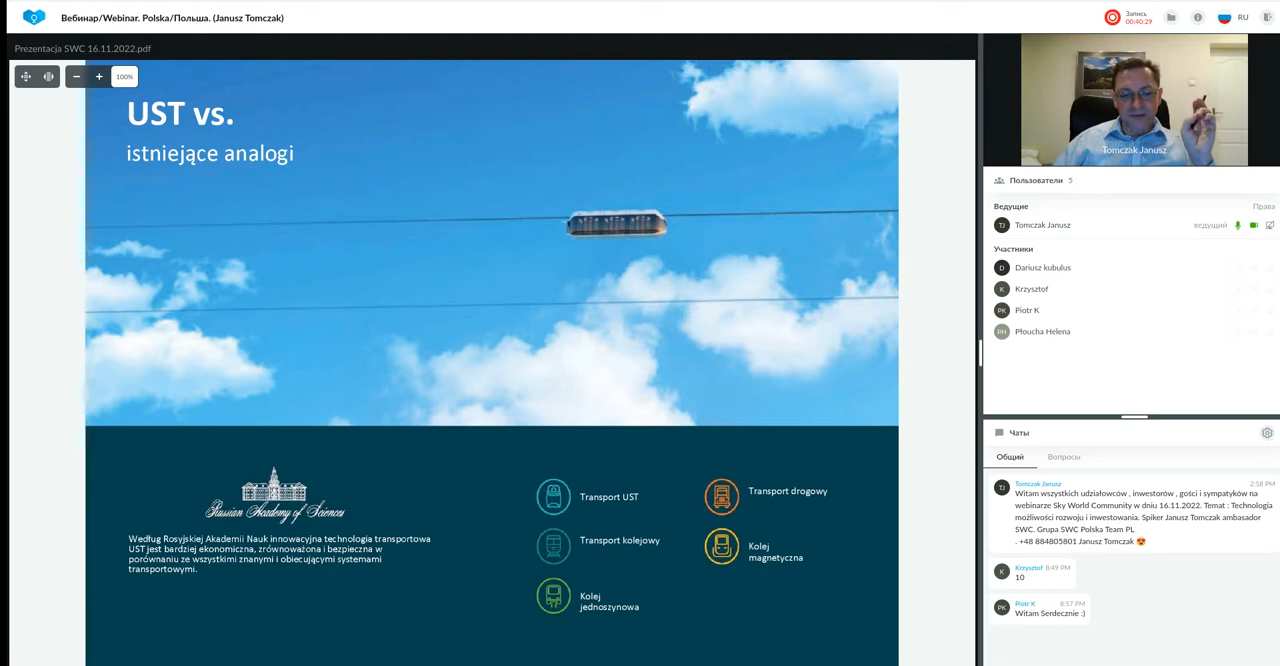 Вебинар/Webinar. Polska/Польша. (Janusz Tomczak)
Запись
00:40:29
RU
Prezentacja SWC 16.11.2022.pdf
100%
UST vs.
istniejące analogi
Russian Academy of Sciences
Według Rosyjskiej Akademii Nauk innowacyjna technologia transportowa
UST jest bardziej ekonomiczna, zrównoważona i bezpieczna w
porównaniu ze wszystkimi znanymi i obiecującymi systemami
transportowymi.
Transport UST
Transport kolejowy
Kolej
jednoszynowa
Transport drogowy
Kolej
magnetyczna
Tomczak Janusz
Пользователи 5
Ведущие Права
TJ Tomczak Janusz ведущий
Участники
D Dariusz kubulus
K Krzysztof
PK Piotr K
PH Płoucha Helena
Чаты
Общий Вопросы
TJ Tomczak Janusz 2:58 PM
Witam wszystkich udziałowców , inwestorów , gości i sympatyków na
webinarze Sky World Community w dniu 16.11.2022. Temat : Technologia
możliwości rozwoju i inwestowania. Spiker Janusz Tomczak ambasador
SWC. Grupa SWC Polska Team PL
. +48 884805801 Janusz Tomczak 😍
K Krzysztof 8:49 PM
10
PK Piotr K 8:57 PM
Witam Serdecznie :)